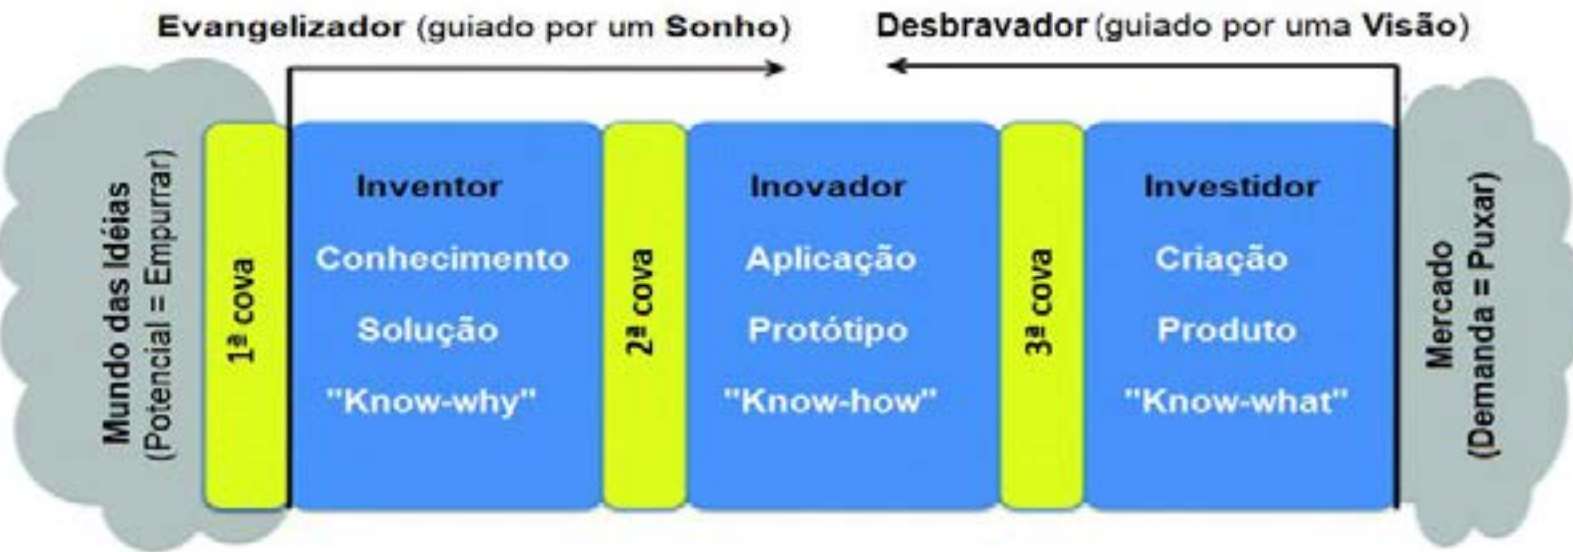 Evangelizador (guiado por um Sonho)
Desbravador (guiado por uma Visão)
Mundo das Idéias
(Potencial = Empurrar)
1ª cova
Inventor
Conhecimento
Solução
"Know-why"
2ª cova
Inovador
Aplicação
Protótipo
"Know-how"
3ª cova
Investidor
Criação
Produto
"Know-what"
Mercado
(Demanda = Puxar)